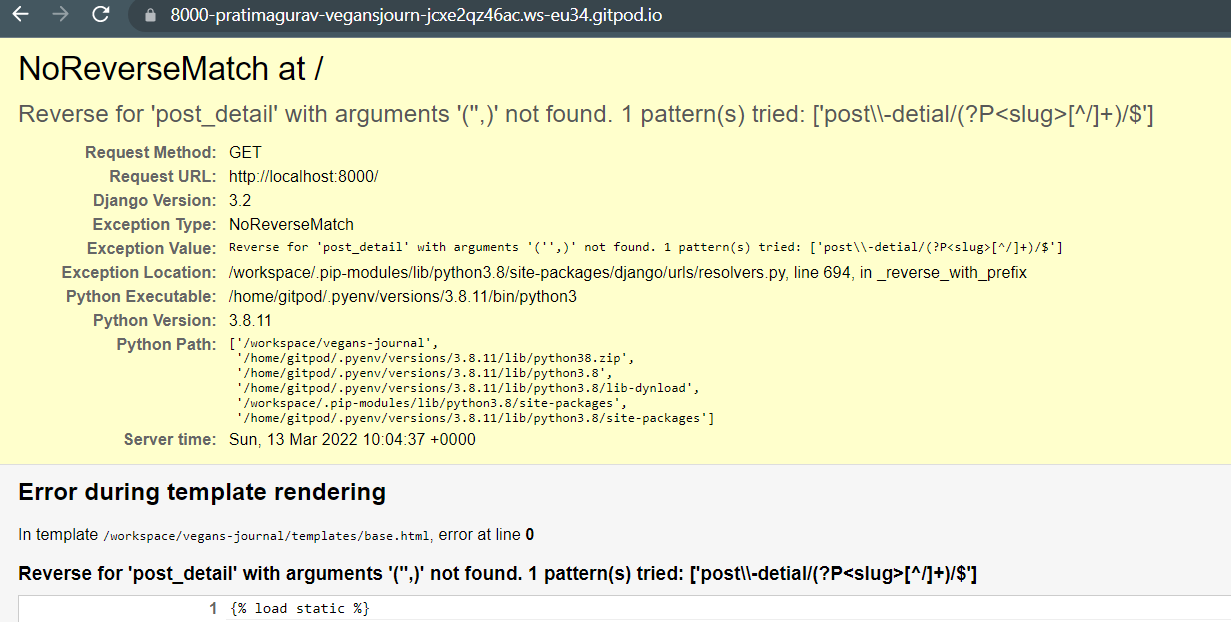 8000-pratimagurav-vegansjourn-jcxe2qz46ac.ws-eu34.gitpod.io
NoReverseMatch at /
Reverse for 'post_detail' with arguments '('',)' not found. 1 pattern(s) tried: ['post\\-detial/(?P<slug>[^/]+)/$']
Request Method: GET
Request URL: http://localhost:8000/
Django Version: 3.2
Exception Type: NoReverseMatch
Exception Value: Reverse for 'post_detail' with arguments '('',)' not found. 1 pattern(s) tried: ['post\\-detial/(?P<slug>[^/]+)/$']
Exception Location: /workspace/.pip-modules/lib/python3.8/site-packages/django/urls/resolvers.py, line 694, in _reverse_with_prefix
Python Executable: /home/gitpod/.pyenv/versions/3.8.11/bin/python3
Python Version: 3.8.11
Python Path: ['/workspace/vegans-journal',
'/home/gitpod/.pyenv/versions/3.8.11/lib/python38.zip',
'/home/gitpod/.pyenv/versions/3.8.11/lib/python3.8',
'/home/gitpod/.pyenv/versions/3.8.11/lib/python3.8/lib-dynload',
'/workspace/.pip-modules/lib/python3.8/site-packages',
'/home/gitpod/.pyenv/versions/3.8.11/lib/python3.8/site-packages']
Server time: Sun, 13 Mar 2022 10:04:37 +0000
Error during template rendering
In template /workspace/vegans-journal/templates/base.html, error at line 0
Reverse for 'post_detail' with arguments '('',)' not found. 1 pattern(s) tried: ['post\\-detial/(?P<slug>[^/]+)/$']
1 {% load static %}